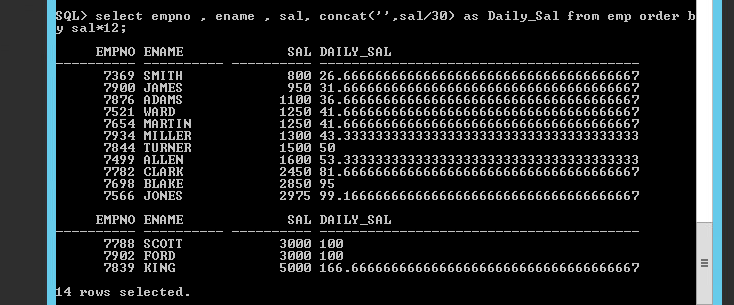 SQL> select empno , ename , sal, concat('',sal/30) as Daily_Sal from emp order b
y sal*12;
EMPNO ENAME SAL DAILY_SAL
---------- ---------- ---------- ----------------------------------------
7369 SMITH 800 26.6666666666666666666666666666666666667
7900 JAMES 950 31.6666666666666666666666666666666666667
7876 ADAMS 1100 36.6666666666666666666666666666666666667
7521 WARD 1250 41.6666666666666666666666666666666666667
7654 MARTIN 1250 41.6666666666666666666666666666666666667
7934 MILLER 1300 43.3333333333333333333333333333333333333
7844 TURNER 1500 50
7499 ALLEN 1600 53.3333333333333333333333333333333333333
7782 CLARK 2450 81.6666666666666666666666666666666666667
7698 BLAKE 2850 95
7566 JONES 2975 99.1666666666666666666666666666666666667
EMPNO ENAME SAL DAILY_SAL
---------- ---------- ---------- ----------------------------------------
7788 SCOTT 3000 100
7902 FORD 3000 100
7839 KING 5000 166.666666666666666666666666666666666667
14 rows selected.